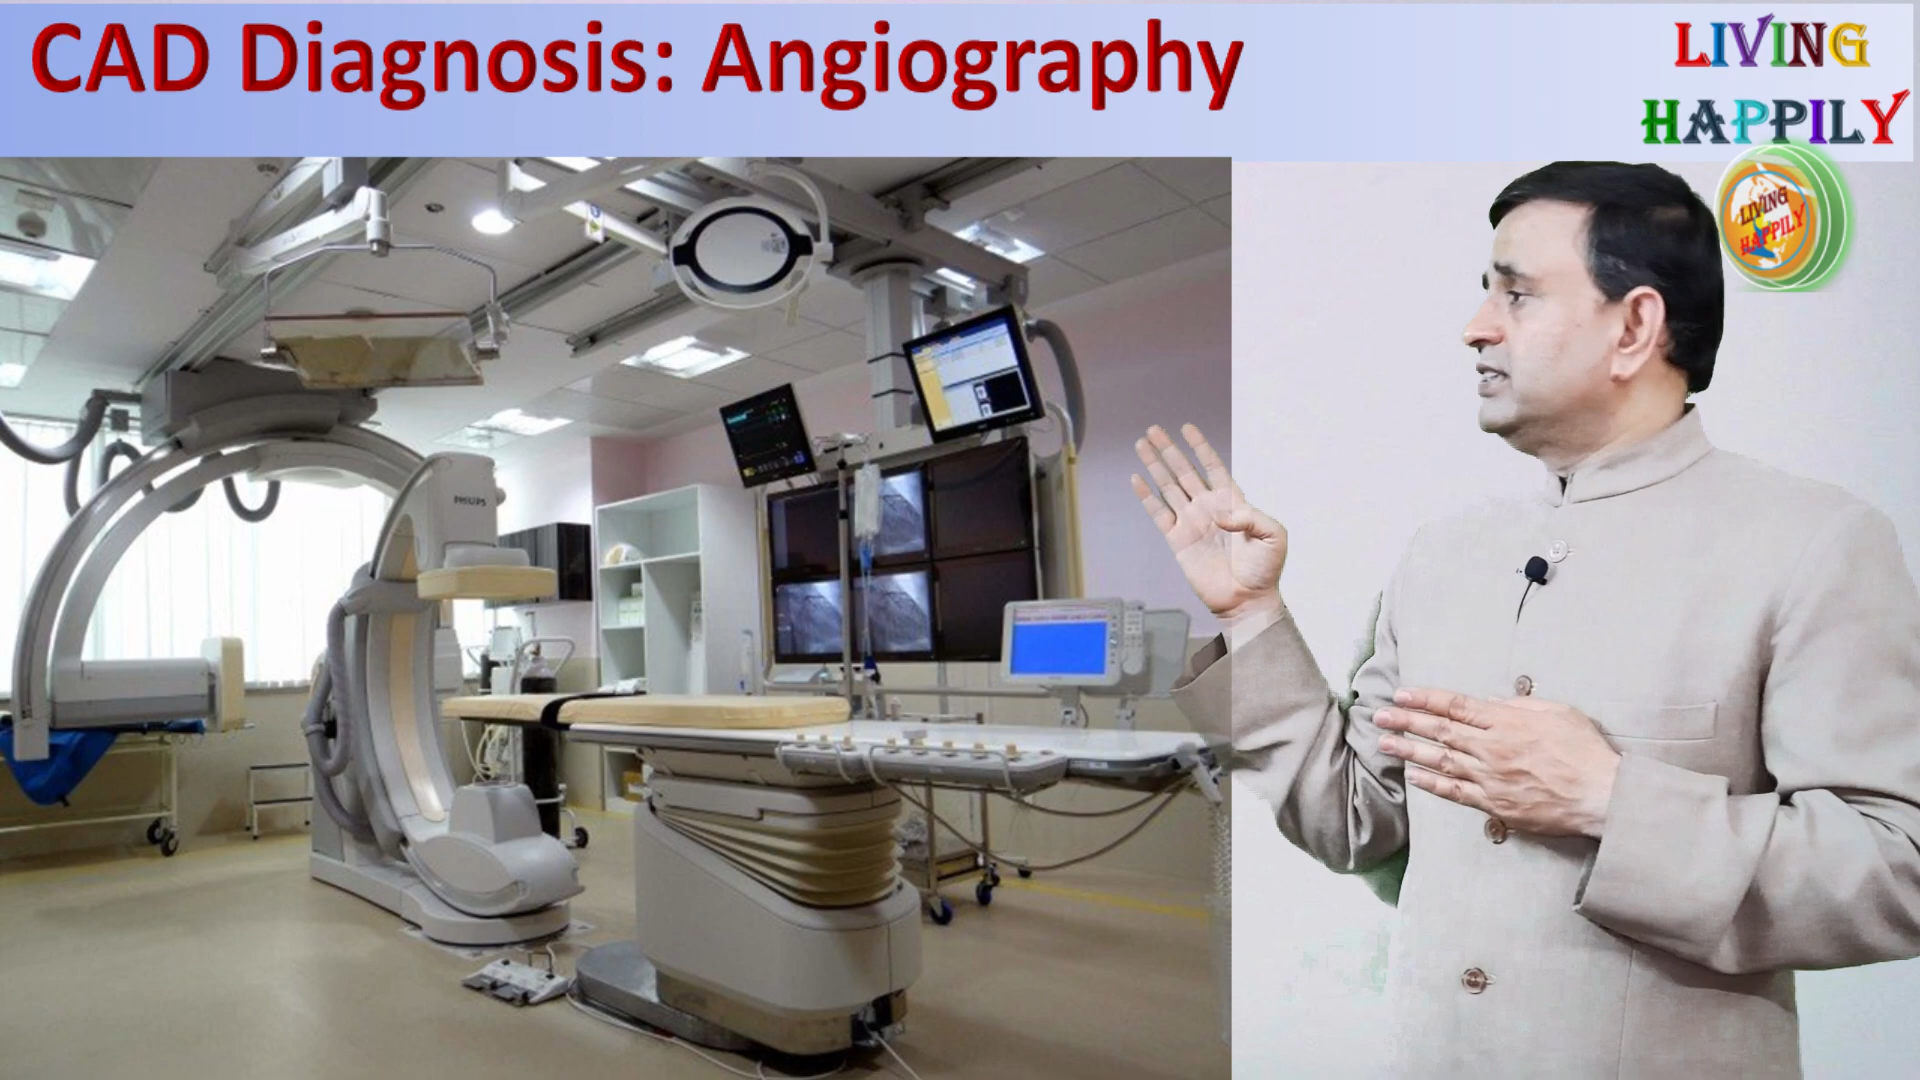 CAD Diagnosis: Angiography
LIVING
HAPPILY
LIVING
HAPPILY
PHILIPS